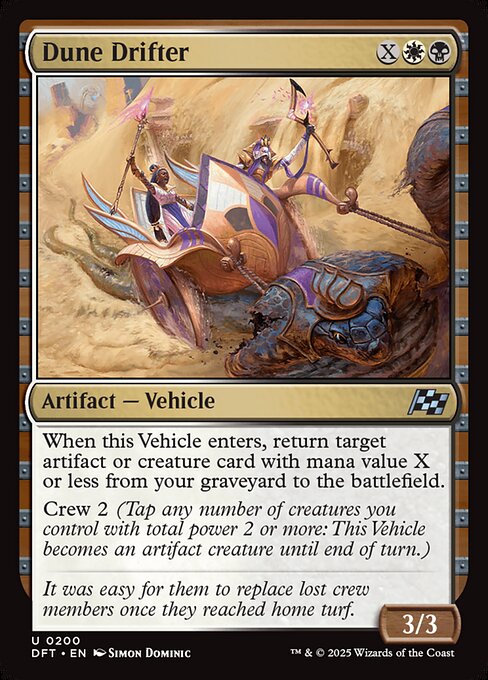 Dune Drifter X
Artifact — Vehicle
When this Vehicle enters, return target
artifact or creature card with mana value X
or less from your graveyard to the battlefield.
Crew 2 (Tap any number of creatures you
control with total power 2 or more: This Vehicle
becomes an artifact creature until end of turn.)
It was easy for them to replace lost crew
members once they reached home turf.
3/3
U 0200
DFT • EN Simon Dominic
™ & © 2025 Wizards of the Coast